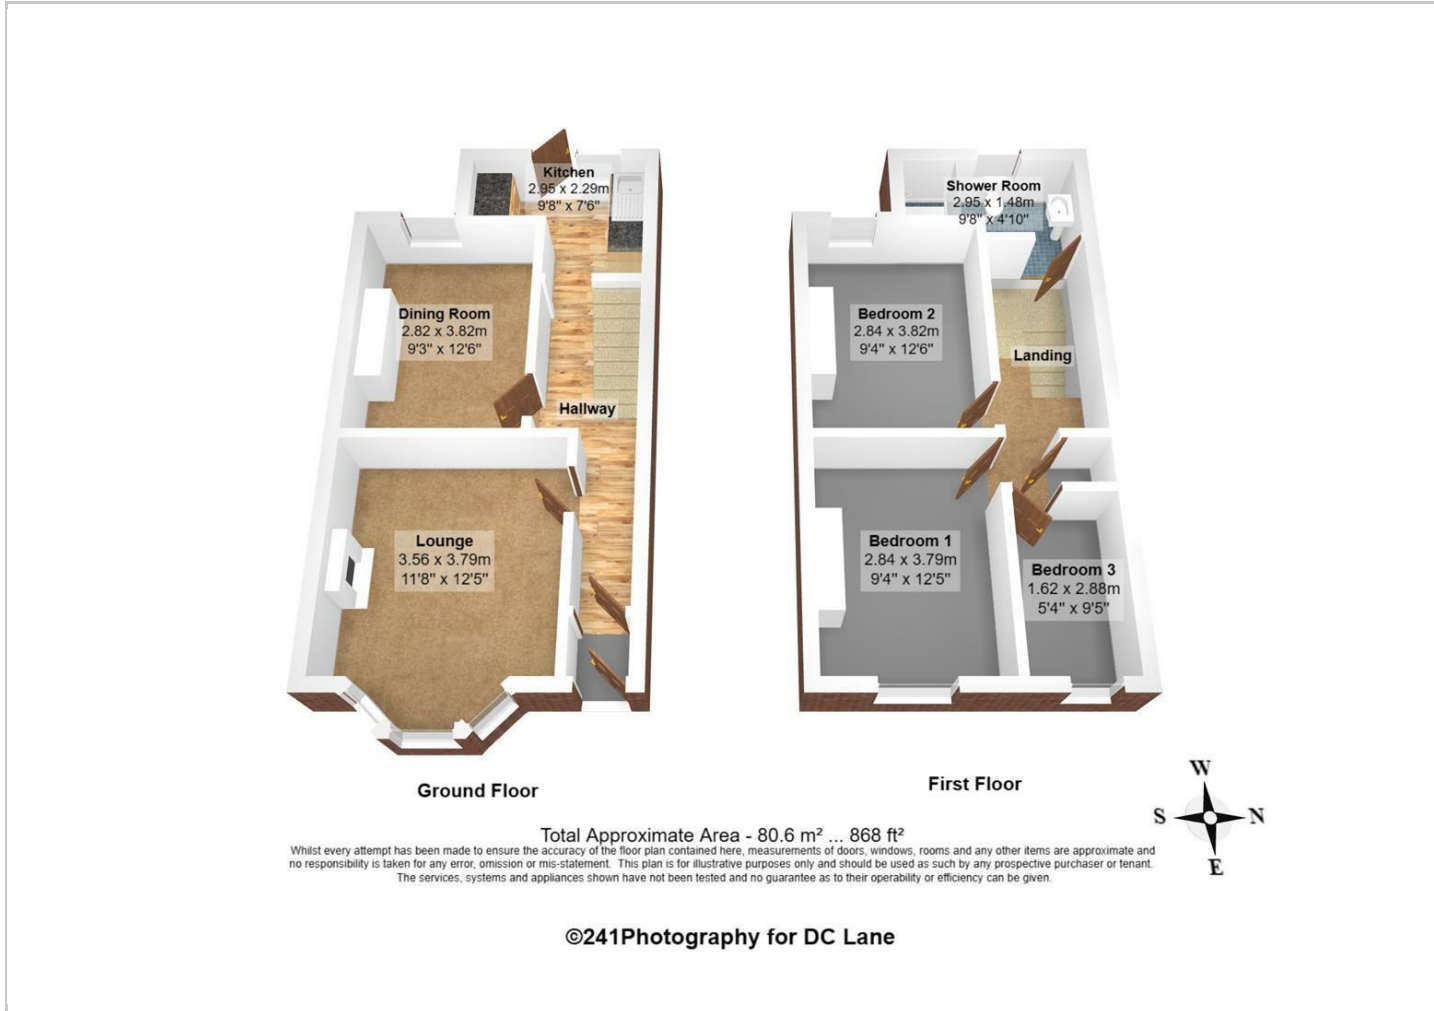 Kitchen
2.95 x 2.29m
9'8" x 7'6"
Dining Room
2.82 x 3.82m
9'3" x 12'6"
Hallway
Lounge
3.56 x 3.79m
11'8" x 12'5"
Ground Floor
Shower Room
2.95 x 1.48m
9'8" x 4'10"
Bedroom 2
2.84 x 3.82m
9'4" x 12'6"
Landing
Bedroom 1
2.84 x 3.79m
9'4" x 12'5"
Bedroom 3
1.62 x 2.88m
5'4" x 9'5"
First Floor
W
S N
E
Total Approximate Area - 80.6 m² ... 868 ft²
Whilst every attempt has been made to ensure the accuracy of the floor plan contained here, measurements of doors, windows, rooms and any other items are approximate and
no responsibility is taken for any error, omission or mis-statement. This plan is for illustrative purposes only and should be used as such by any prospective purchaser or tenant.
The services, systems and appliances shown have not been tested and no guarantee as to their operability or efficiency can be given.
©241Photography for DC Lane